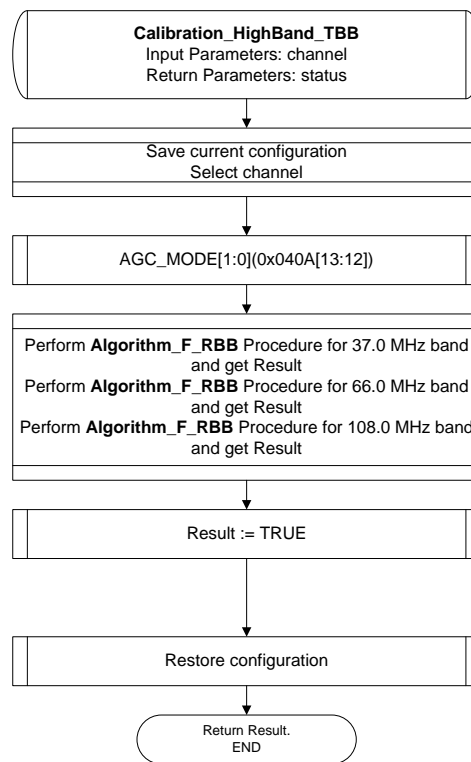 Calibration_HighBand_TBB
Input Parameters: channel
Return Parameters: status
Save current configuration
Select channel
AGC_MODE[1:0](0x040A[13:12])
Perform Algorithm_F_RBB Procedure for 37.0 MHz band
and get Result
Perform Algorithm_F_RBB Procedure for 66.0 MHz band
and get Result
Perform Algorithm_F_RBB Procedure for 108.0 MHz band
and get Result
Result := TRUE
Restore configuration
Return Result.
END